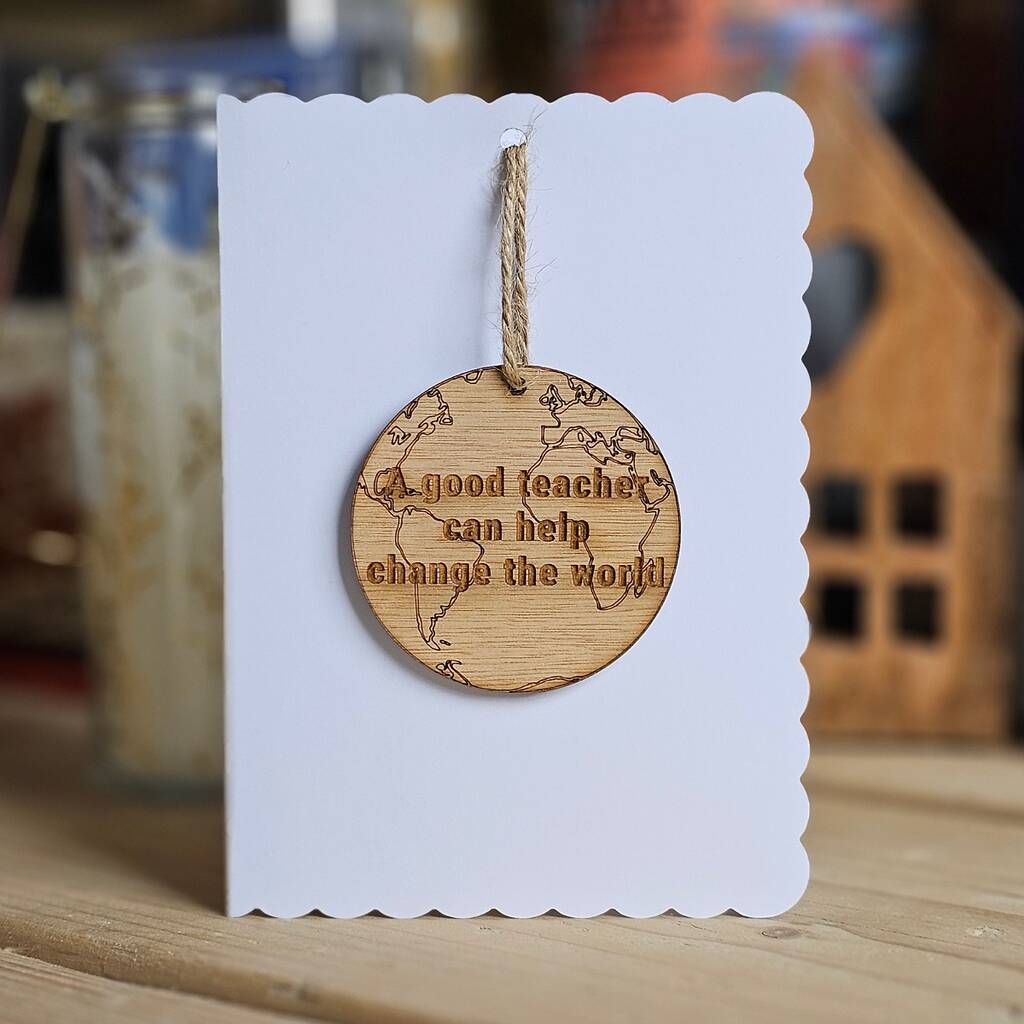 A good teacher
can help
change the world